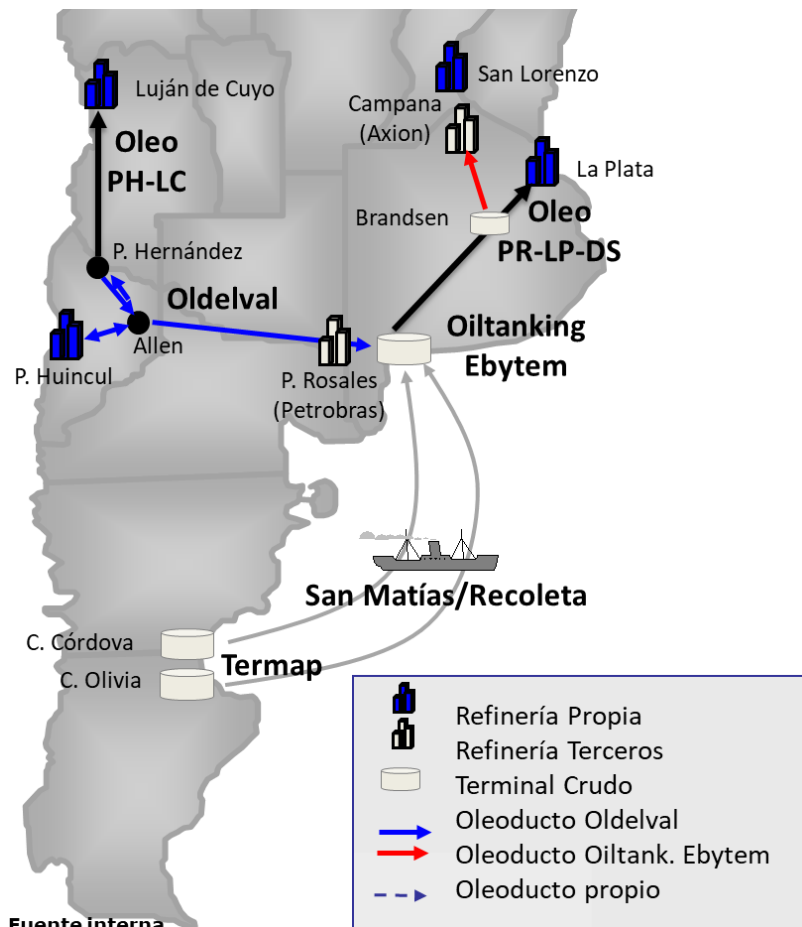 Luján de Cuyo
San Lorenzo
Campana
(Axion)
Oleo
PH-LC
La Plata
Brandsen
Oleo
PR-LP-DS
P. Hernández
Oldelval
Allen
P. Huincul
P. Rosales
(Petrobras)
Oiltanking
Ebytem
San Matías/Recoleta
C. Córdova
Termap
C. Olivia
Refinería Propia
Refinería Terceros
Terminal Crudo
Oleoducto Oldelval
Oleoducto Oiltank. Ebytem
Oleoducto propio
Fuente interna